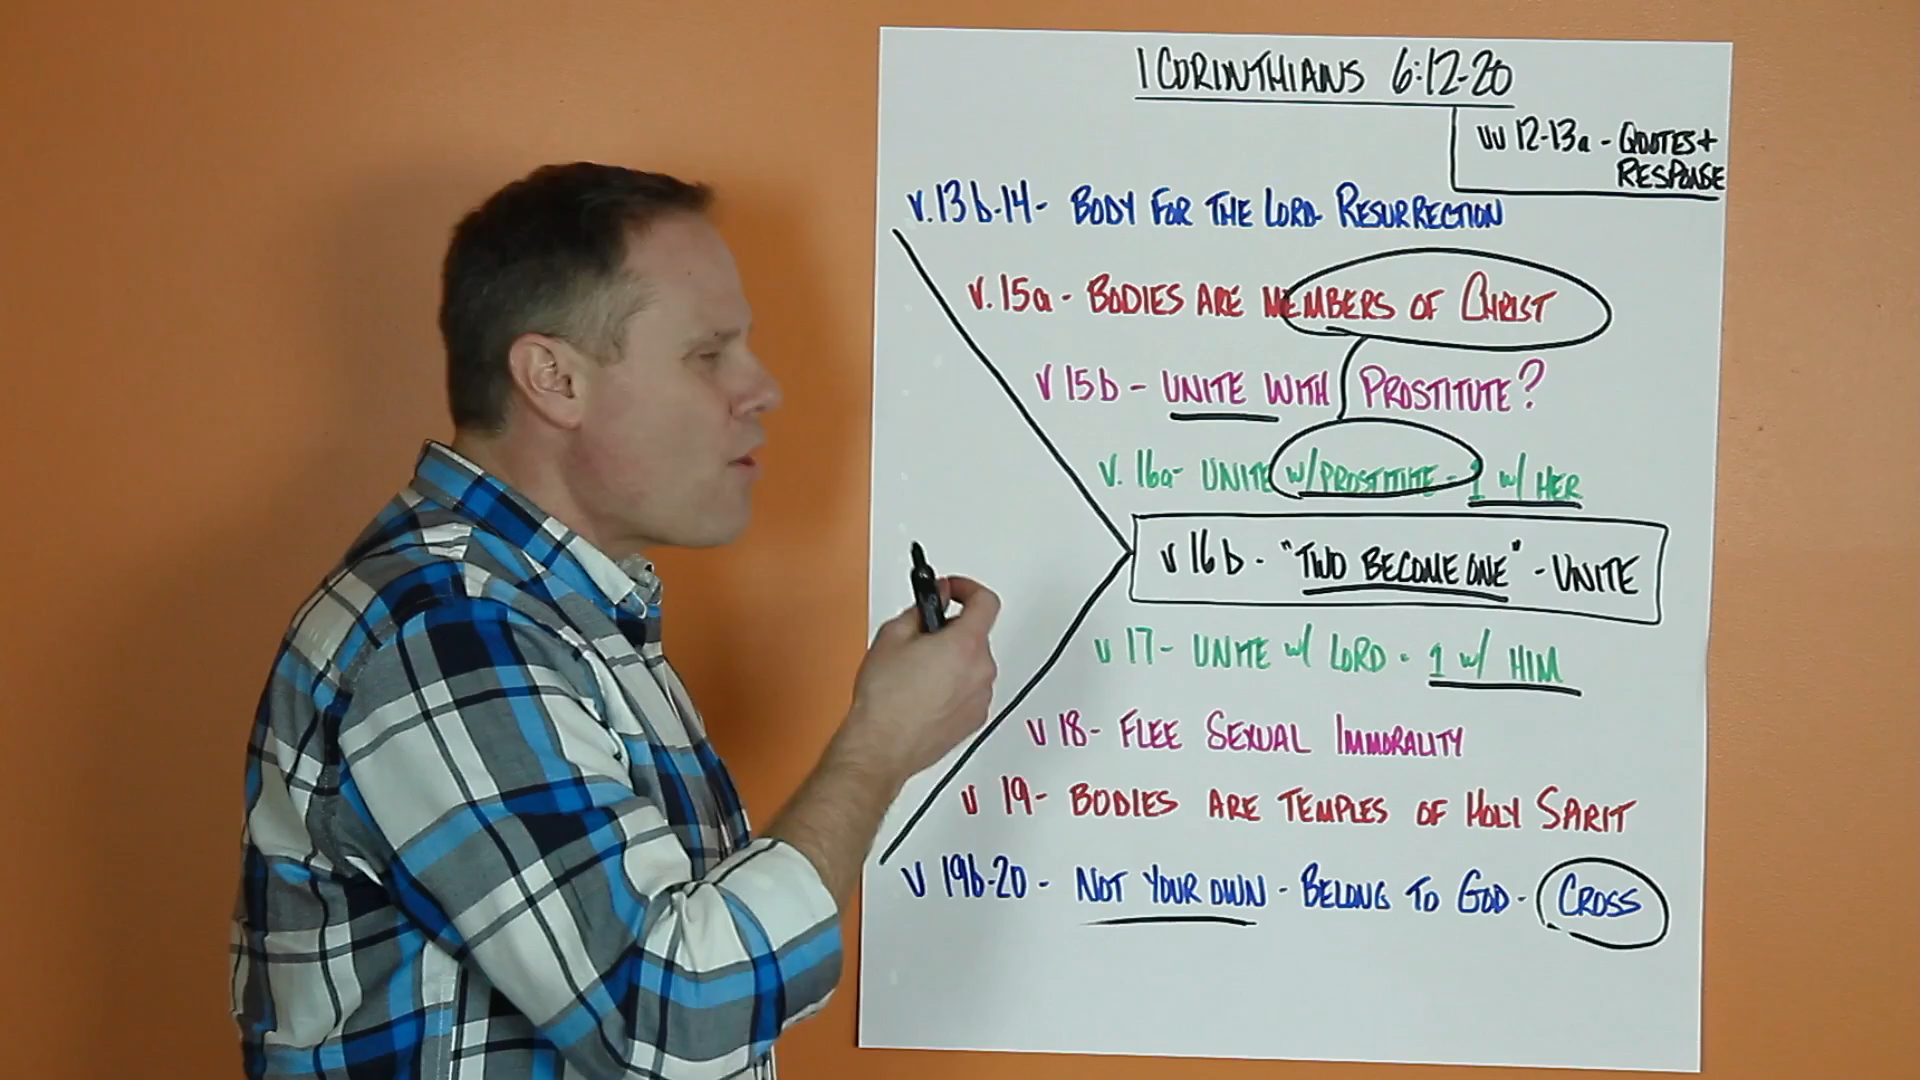 1 CORINTHIANS 6:12-20
vv 12-13a - QUOTES +
RESPONSE
v. 13b-14 - BODY FOR THE LORD - RESURRECTION
v. 15a - BODIES ARE MEMBERS OF CHRIST
v 15b - UNITE WITH PROSTITUTE?
v. 16a - UNITE w/ PROSTITUTE - 1 w/ HER
v 16b - "TWO BECOME ONE" - UNITE
v 17 - UNITE w/ LORD - 1 w/ HIM
v 18 - FLEE SEXUAL IMMORALITY
v 19 - BODIES ARE TEMPLES OF HOLY SPIRIT
v 19b-20 - NOT YOUR OWN - BELONG TO GOD - CROSS